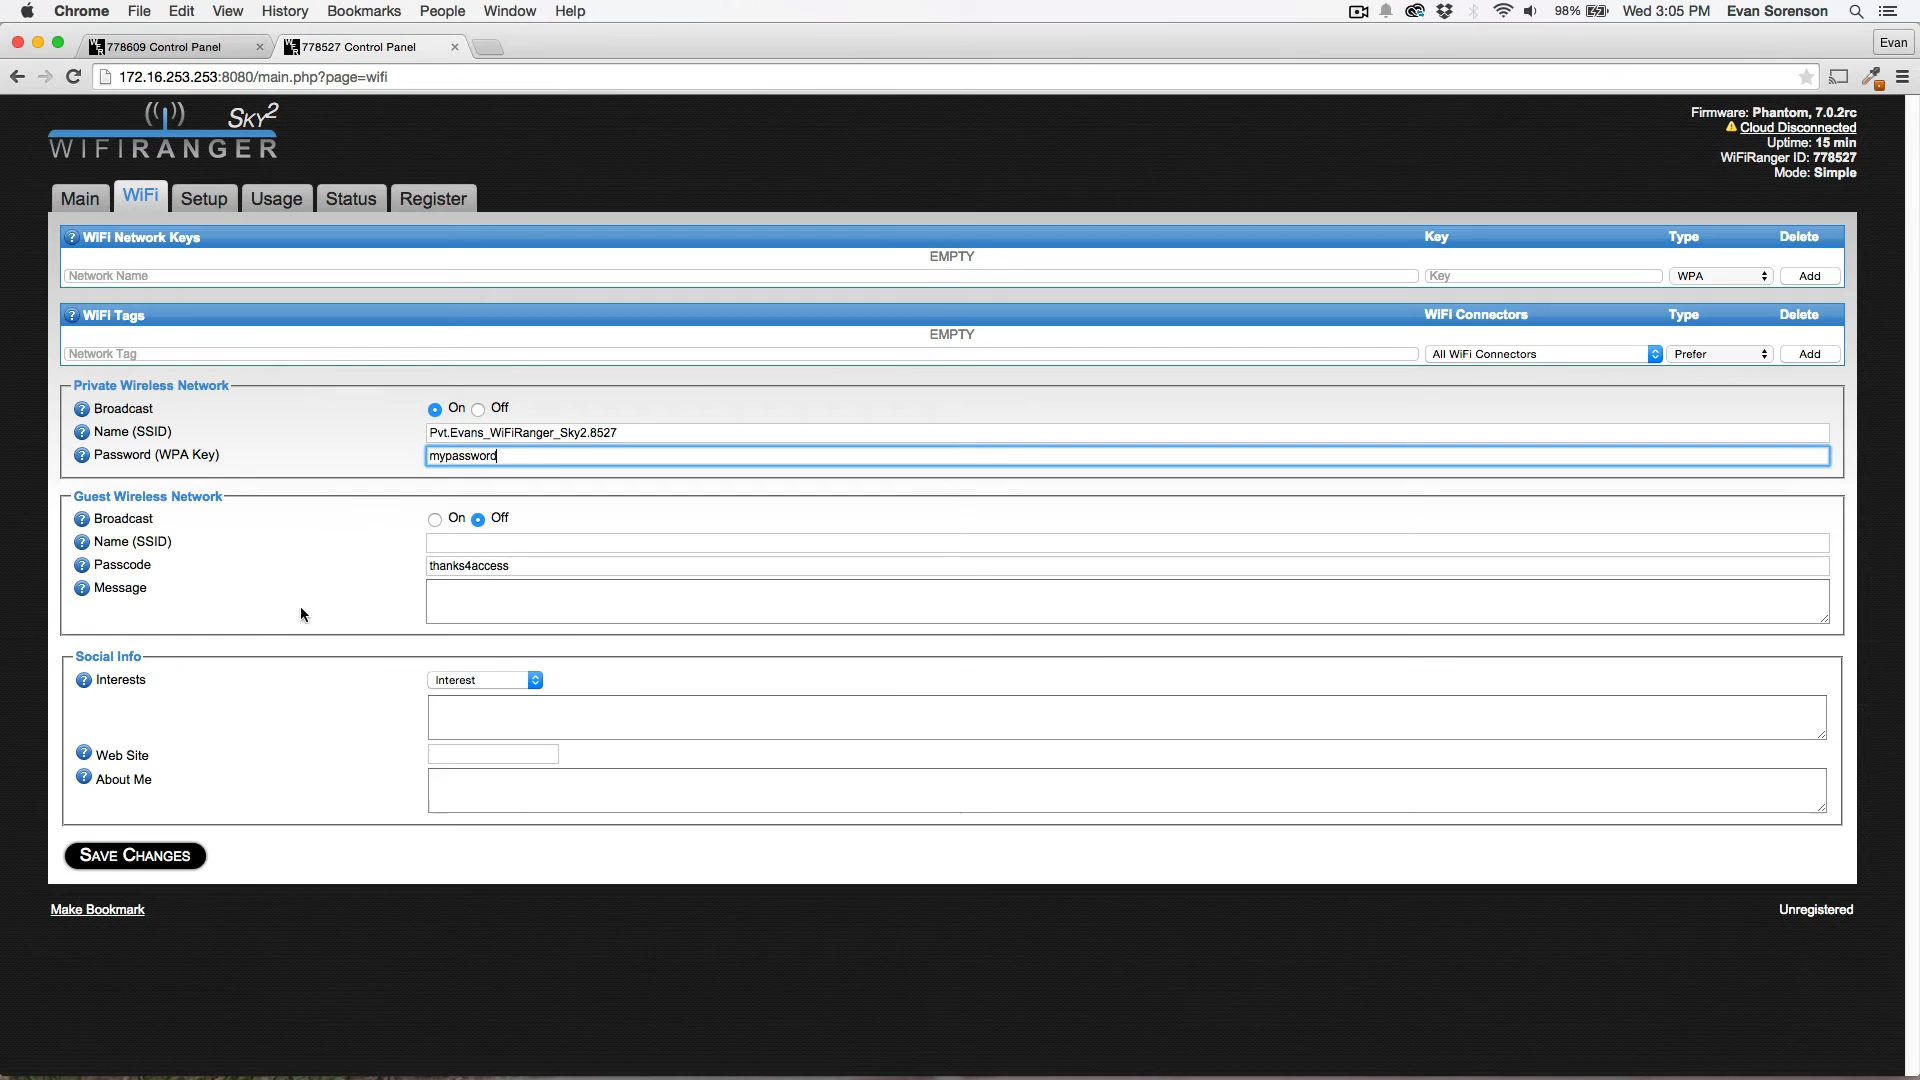 Chrome File Edit View History Bookmarks People Window Help 98% Wed 3:05 PM Evan Sorenson
778609 Control Panel 778527 Control Panel Evan
172.16.253.253:8080/main.php?page=wifi
SKY2
WIFIRANGER
Firmware: Phantom, 7.0.2rc
Cloud Disconnected
Uptime: 15 min
WiFiRanger ID: 778527
Mode: Simple
Main WiFi Setup Usage Status Register
? WiFi Network Keys Key Type Delete
EMPTY
Network Name Key WPA Add
? WiFi Tags WiFi Connectors Type Delete
EMPTY
Network Tag All WiFi Connectors Prefer Add
Private Wireless Network
? Broadcast On Off
? Name (SSID) Pvt.Evans_WiFiRanger_Sky2.8527
? Password (WPA Key) mypassword
Guest Wireless Network
? Broadcast On Off
? Name (SSID)
? Passcode thanks4access
? Message
Social Info
? Interests Interest
? Web Site
? About Me
SAVE CHANGES
Make Bookmark Unregistered